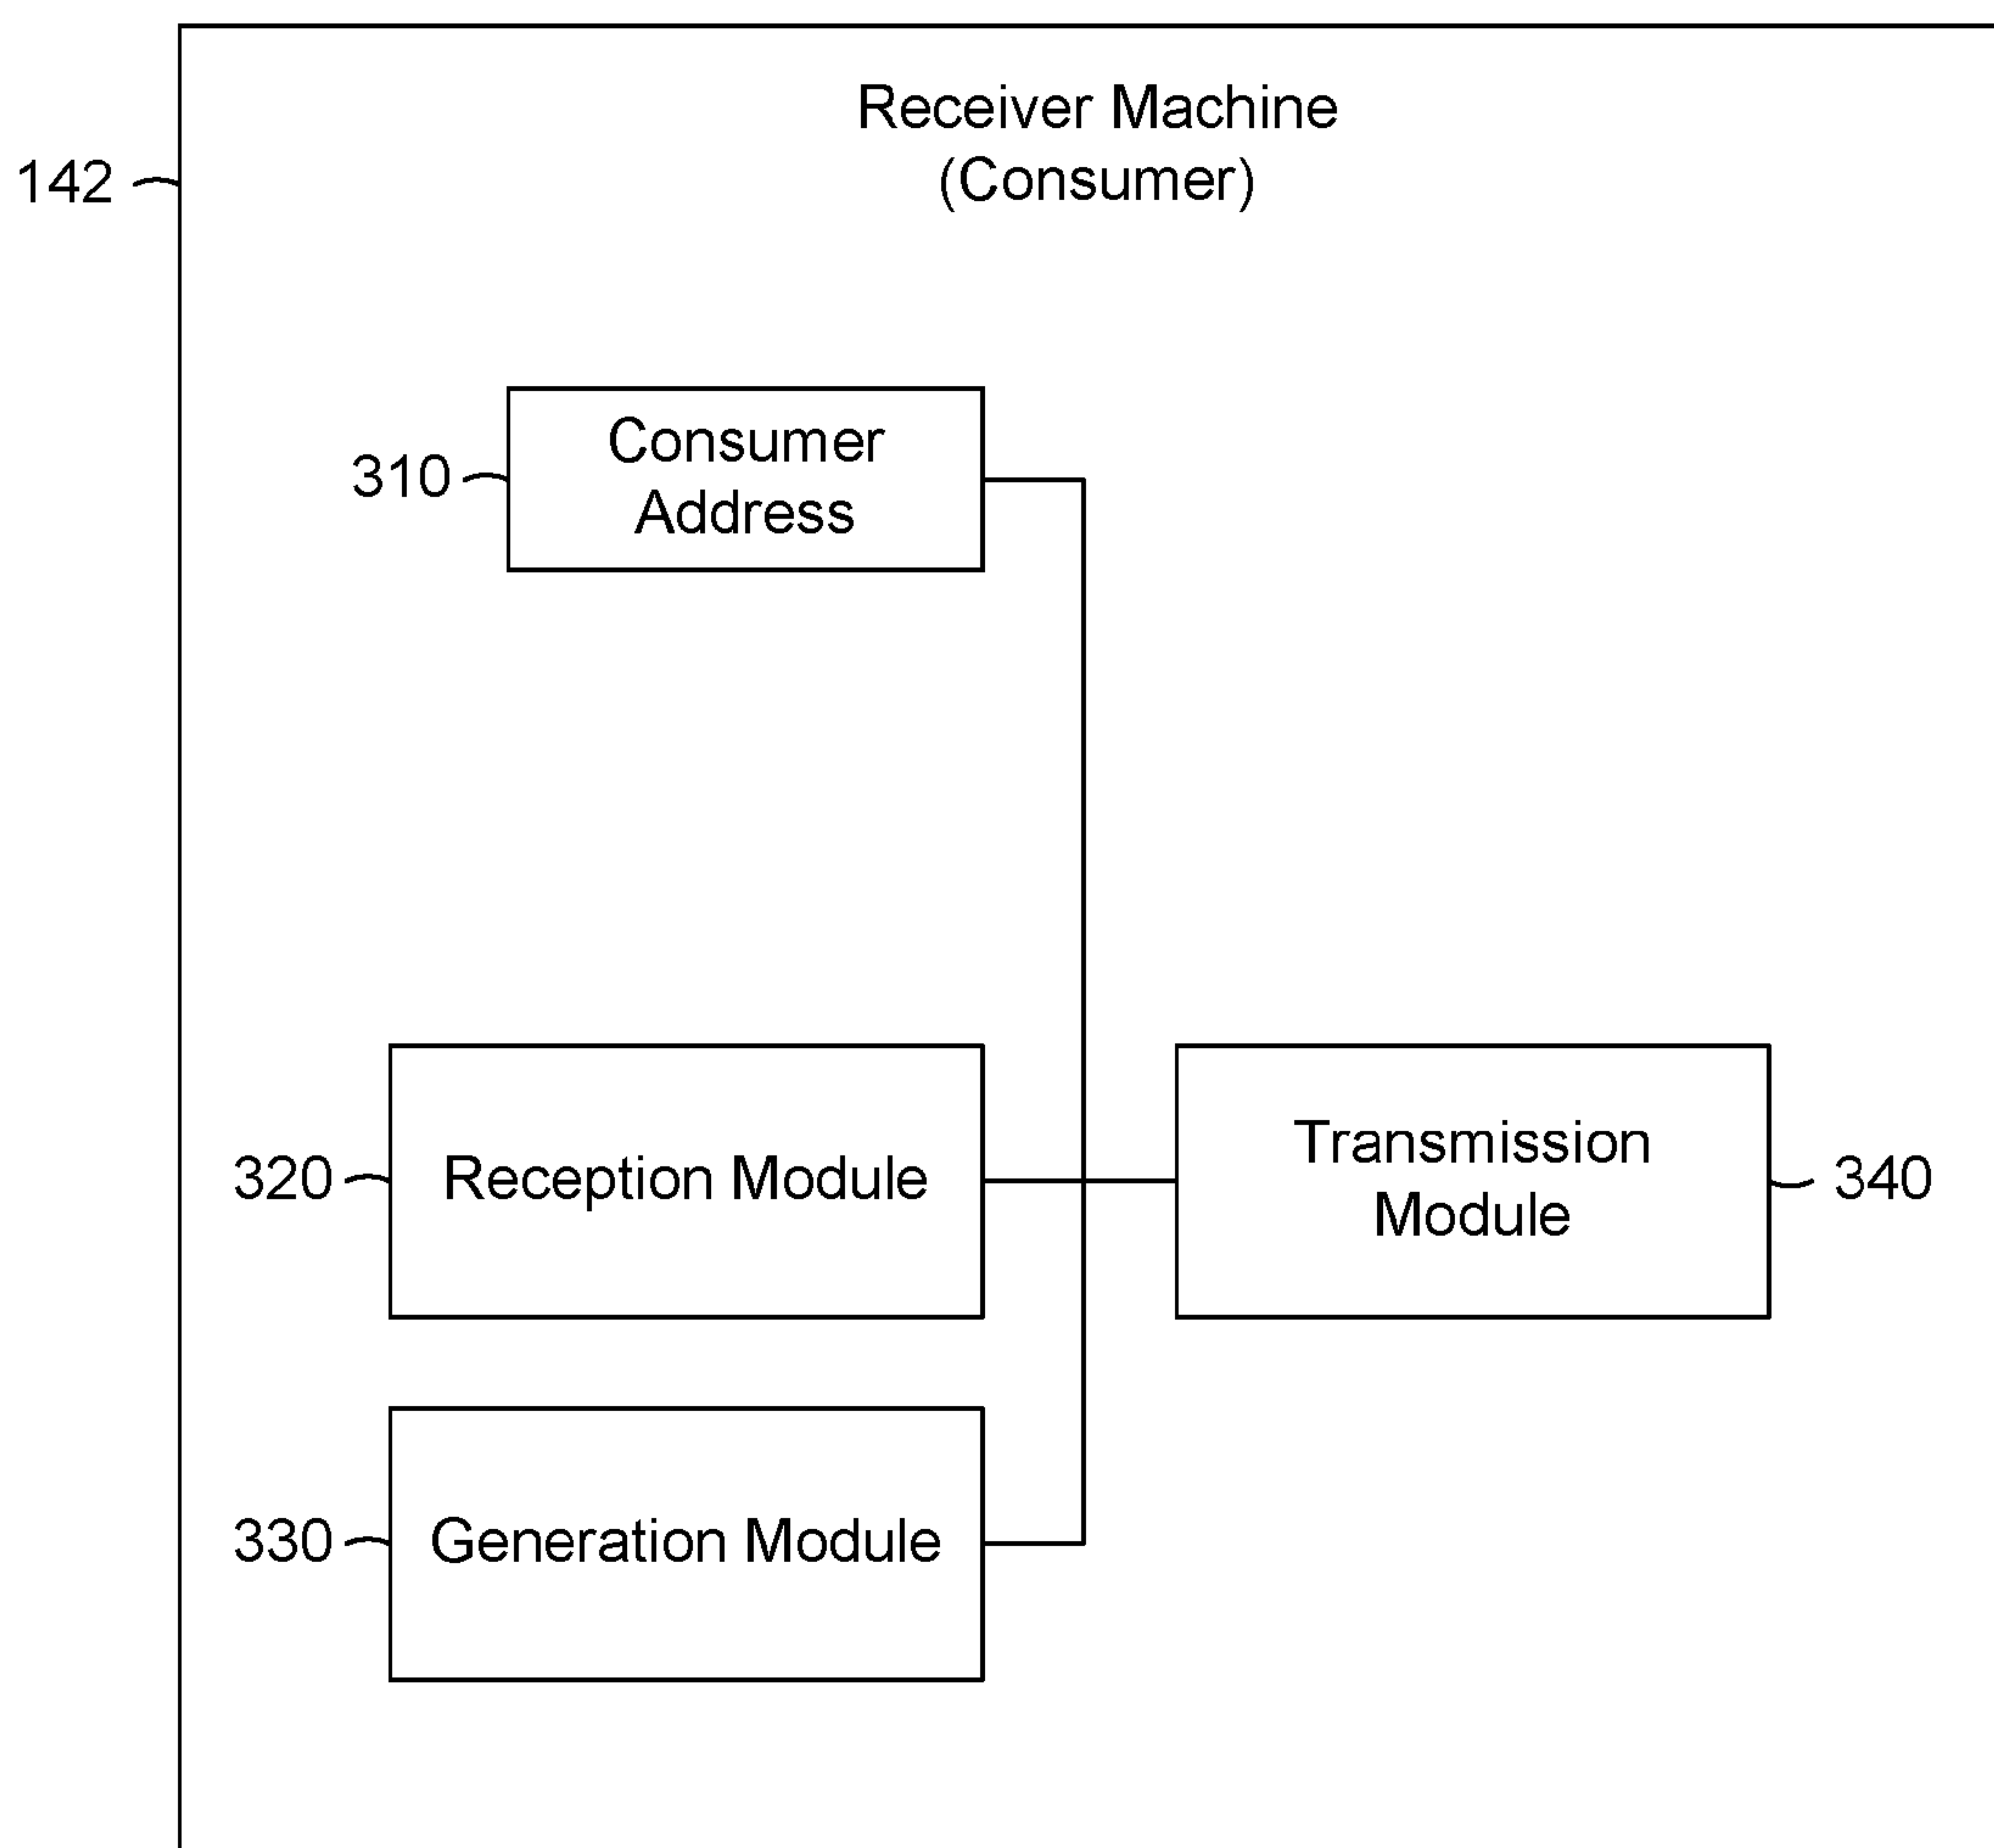 Receiver Machine
(Consumer)
142
Consumer
Address
310
320
Reception Module
Transmission
Module
340
330
Generation Module